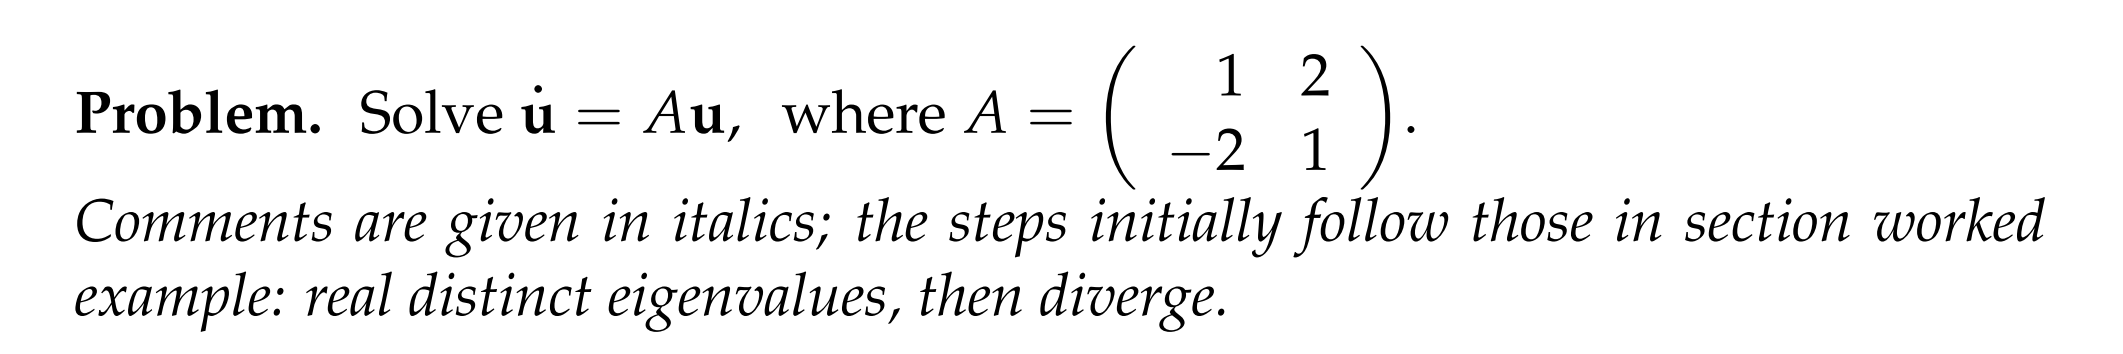 Problem. Solve u̇ = Au, where A = ( 1 2 −2 1 ).
Comments are given in italics; the steps initially follow those in section worked
example: real distinct eigenvalues, then diverge.